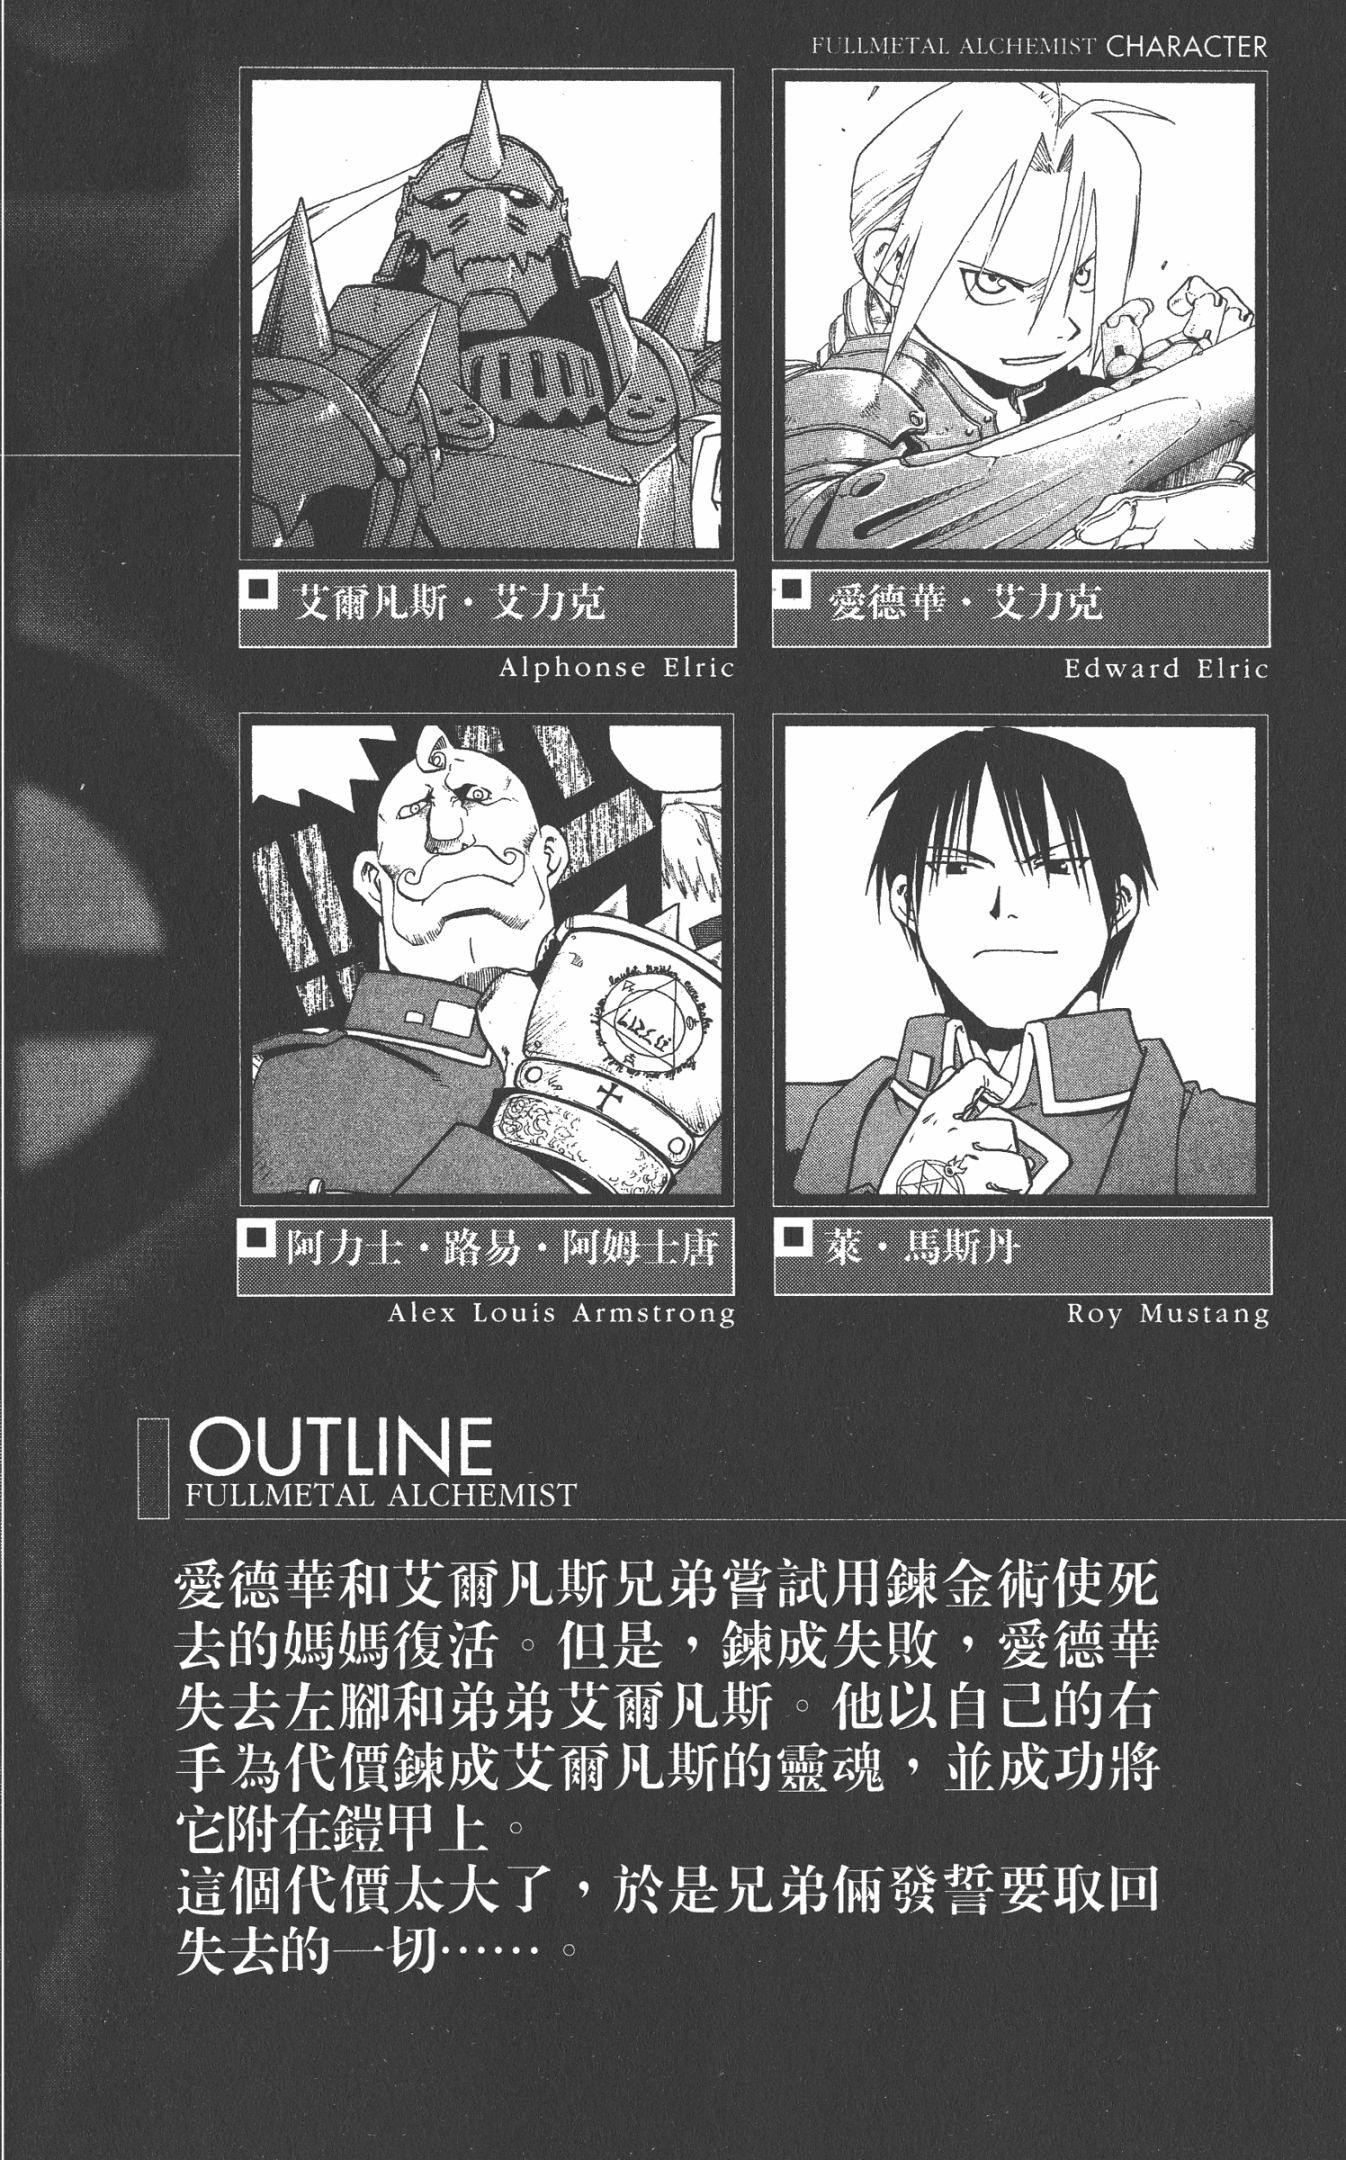 FULLMETAL ALCHEMIST CHARACTER
艾爾凡斯・艾力克
Alphonse Elric
愛德華・艾力克
Edward Elric
阿力士・路易・阿姆士唐
Alex Louis Armstrong
萊・馬斯丹
Roy Mustang
OUTLINE
FULLMETAL ALCHEMIST
愛德華和艾爾凡斯兄弟嘗試用鍊金術使死
去的媽媽復活。但是，鍊成失敗，愛德華
失去左腳和弟弟艾爾凡斯。他以自己的右
手為代價鍊成艾爾凡斯的靈魂，並成功將
它附在鎧甲上。
這個代價太大了，於是兄弟倆發誓要取回
失去的一切……。